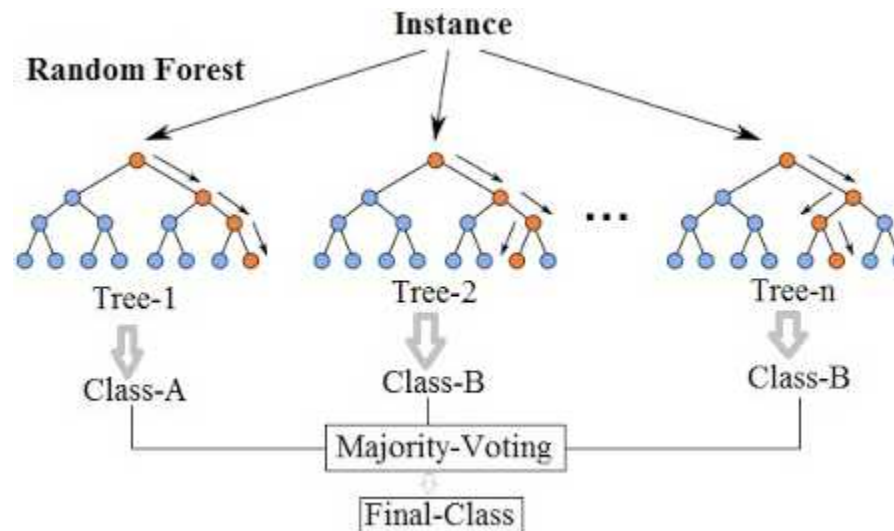 Instance
Random Forest
...
Tree-1
Tree-2
Tree-n
Class-A
Class-B
Class-B
Majority-Voting
Final-Class